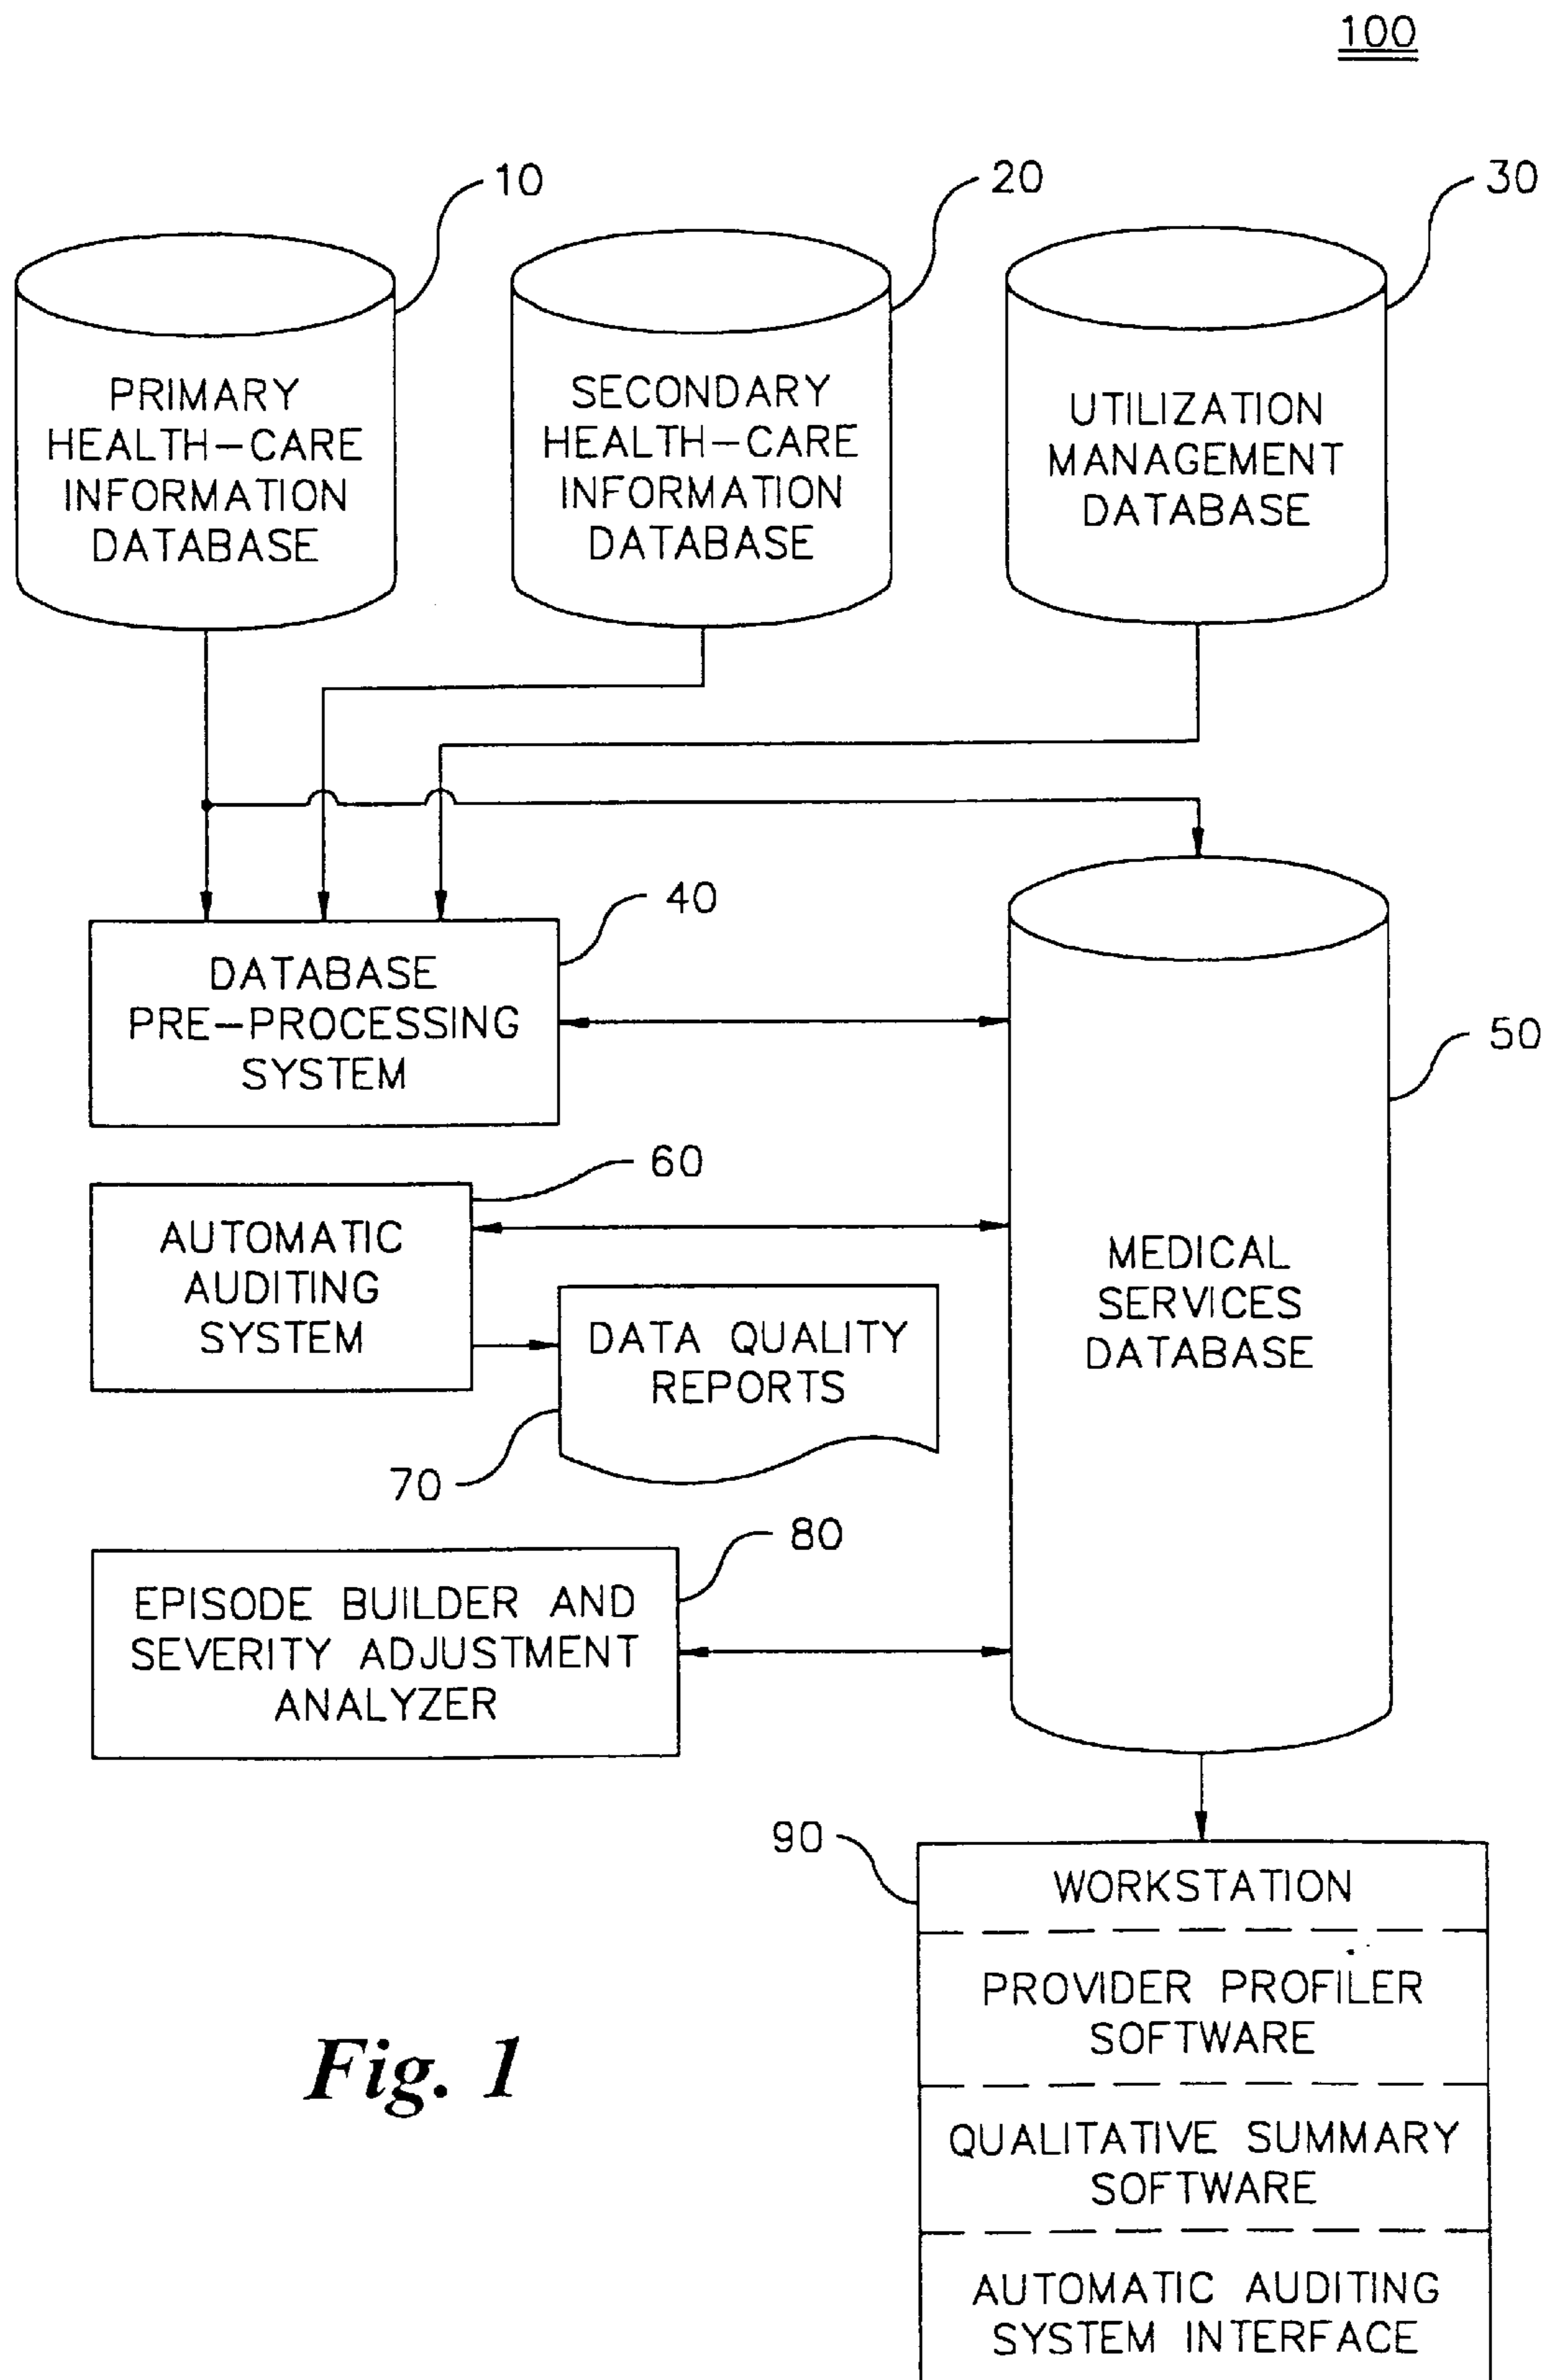 100
10
20
30
PRIMARY
HEALTH-CARE
INFORMATION
DATABASE
SECONDARY
HEALTH-CARE
INFORMATION
DATABASE
UTILIZATION
MANAGEMENT
DATABASE
40
DATABASE
PRE-PROCESSING
SYSTEM
50
60
AUTOMATIC
AUDITING
SYSTEM
MEDICAL
SERVICES
DATABASE
DATA QUALITY
REPORTS
70
80
EPISODE BUILDER AND
SEVERITY ADJUSTMENT
ANALYZER
90
WORKSTATION
PROVIDER PROFILER
SOFTWARE
QUALITATIVE SUMMARY
SOFTWARE
AUTOMATIC AUDITING
SYSTEM INTERFACE
Fig. 1